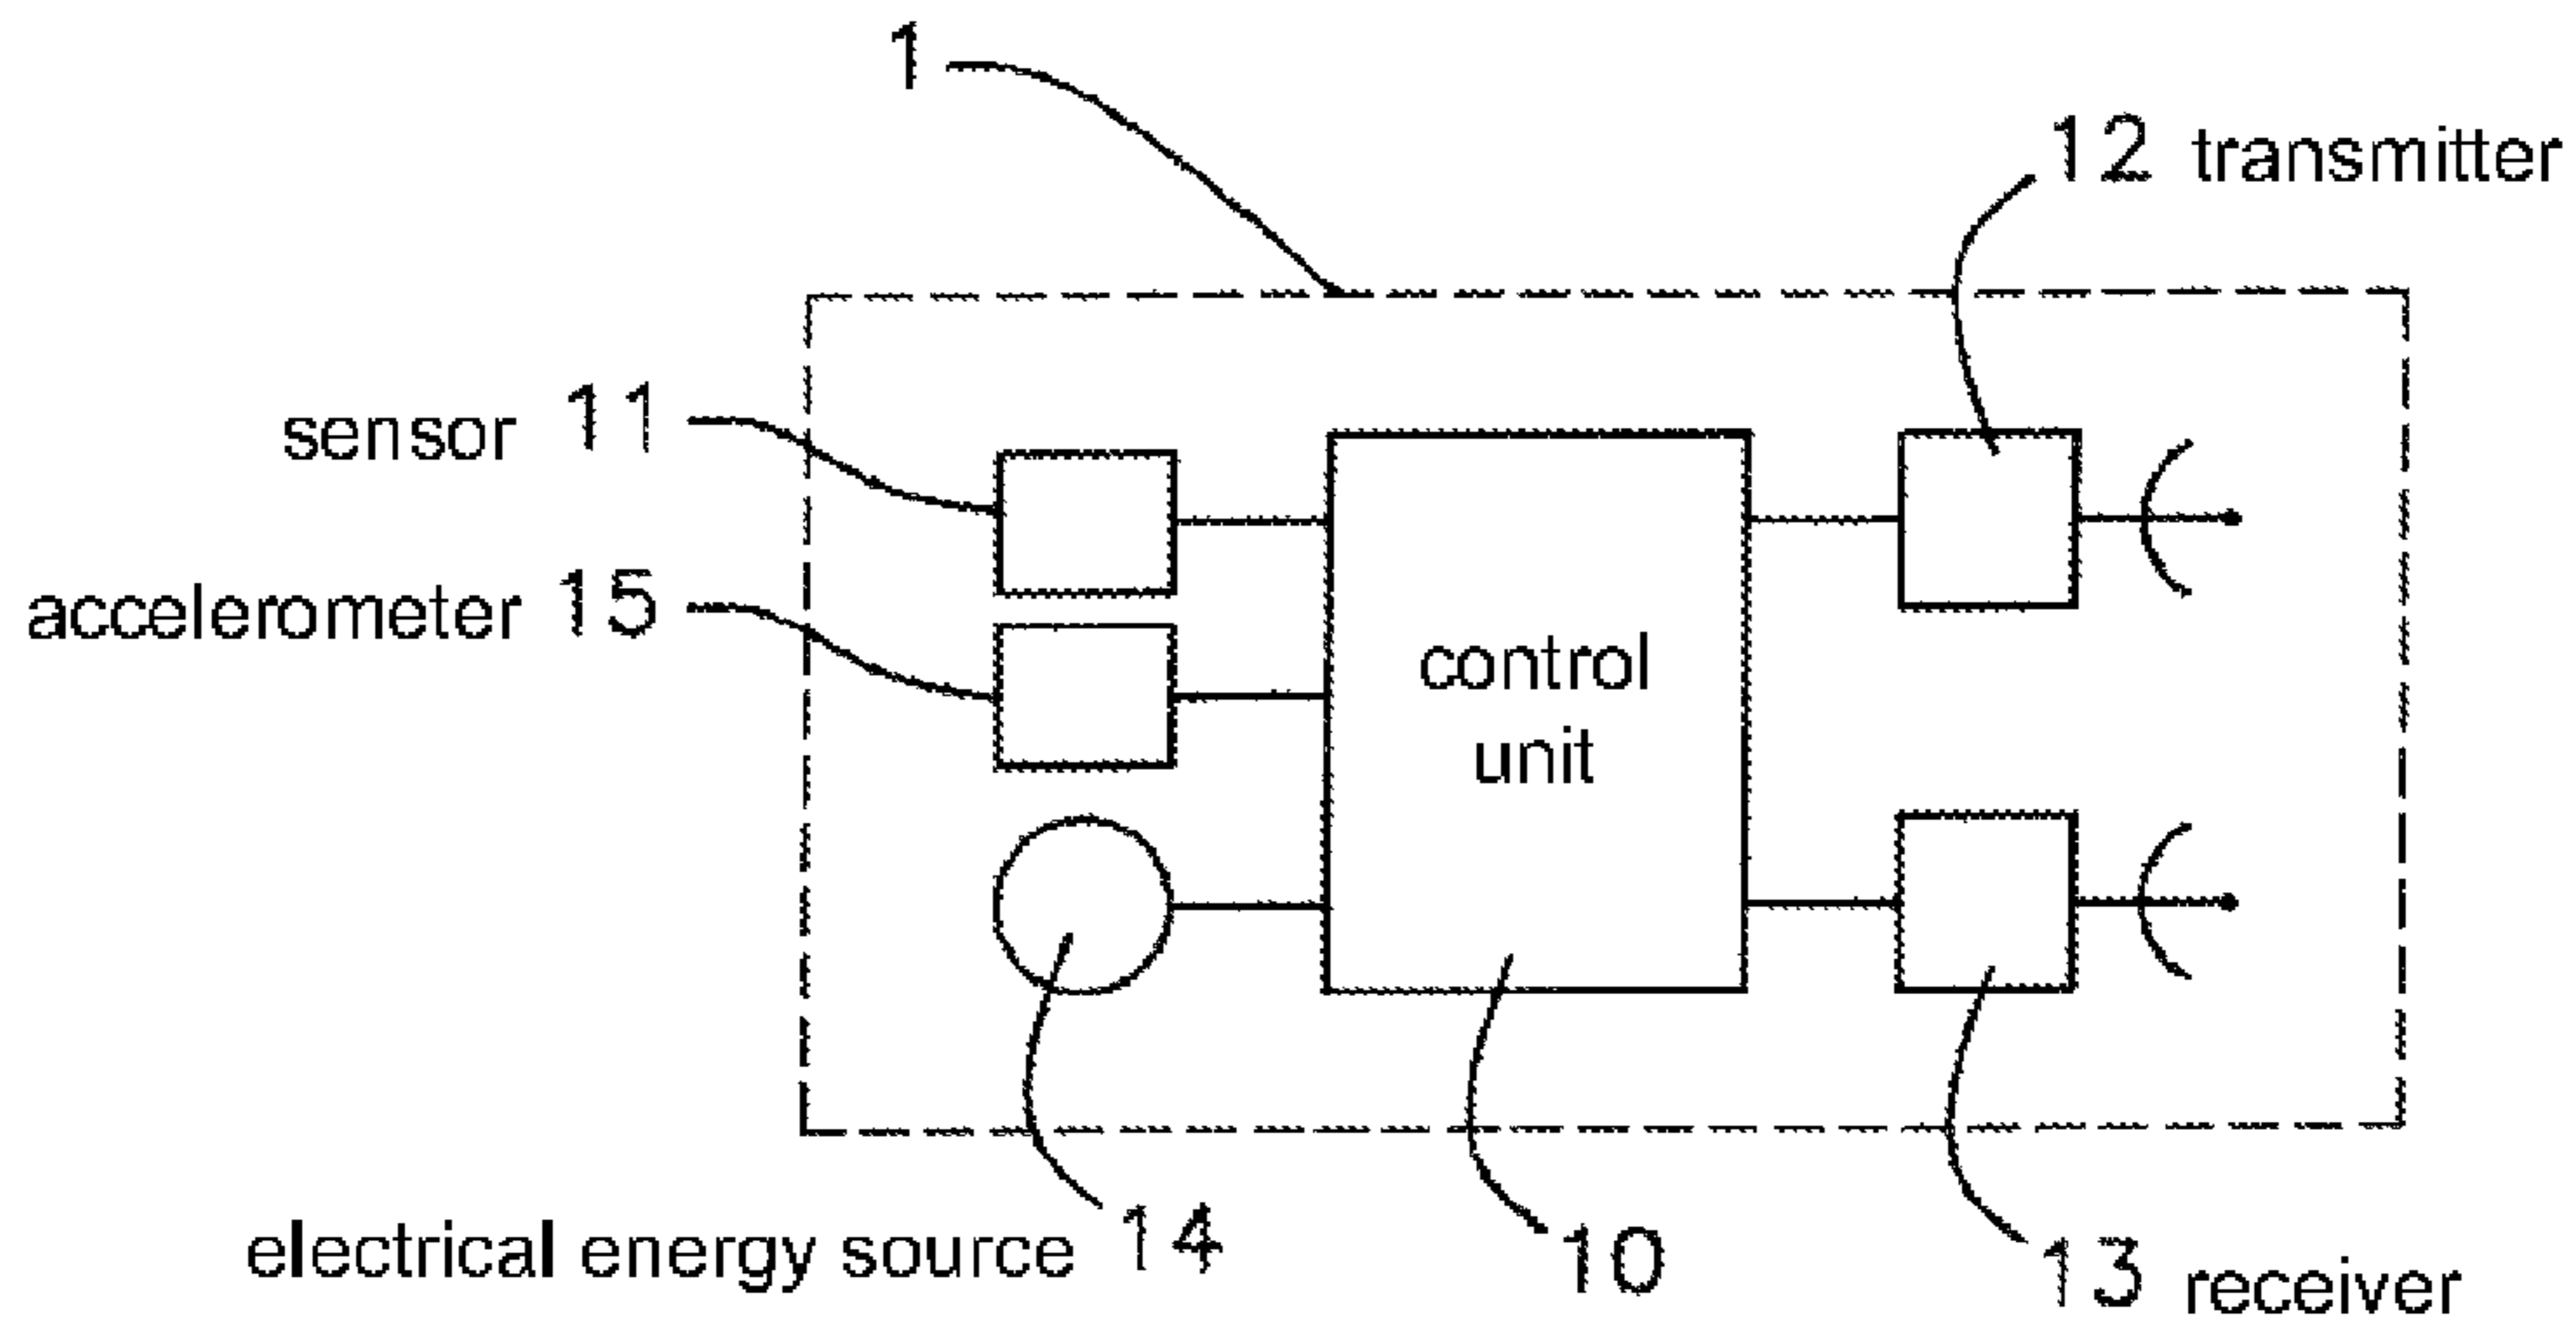 1
12 transmitter
sensor 11
accelerometer 15
control
unit
electrical energy source 14
10
13 receiver